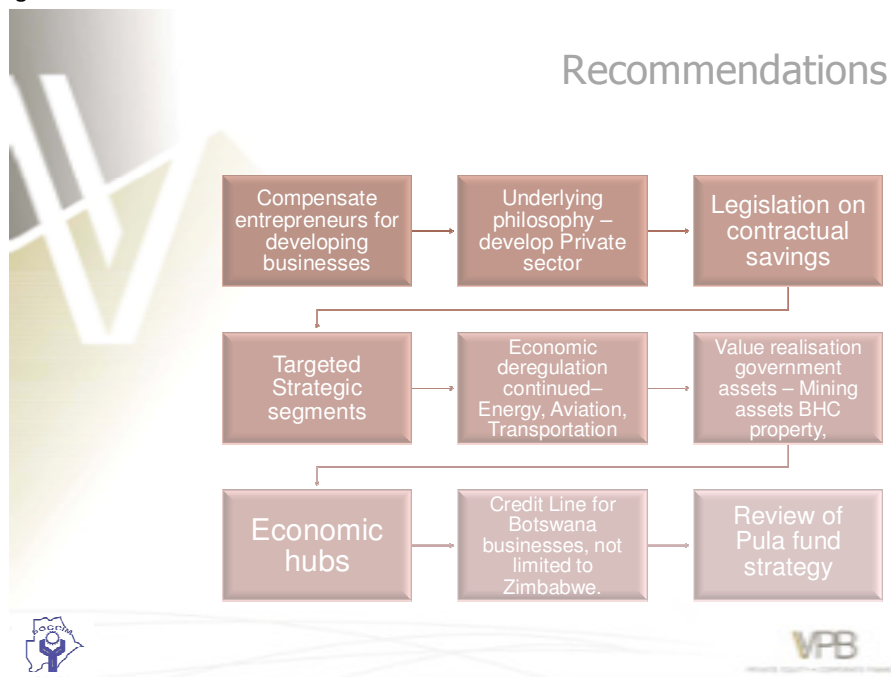 Recommendations
Compensate
entrepreneurs for
developing
businesses
Underlying
philosophy –
develop Private
sector
Legislation on
contractual
savings
Targeted
Strategic
segments
Economic
deregulation
continued–
Energy, Aviation,
Transportation
Value realisation
government
assets – Mining
assets BHC
property,
Economic
hubs
Credit Line for
Botswana
businesses, not
limited to
Zimbabwe.
Review of
Pula fund
strategy
BOCCIM
VPB